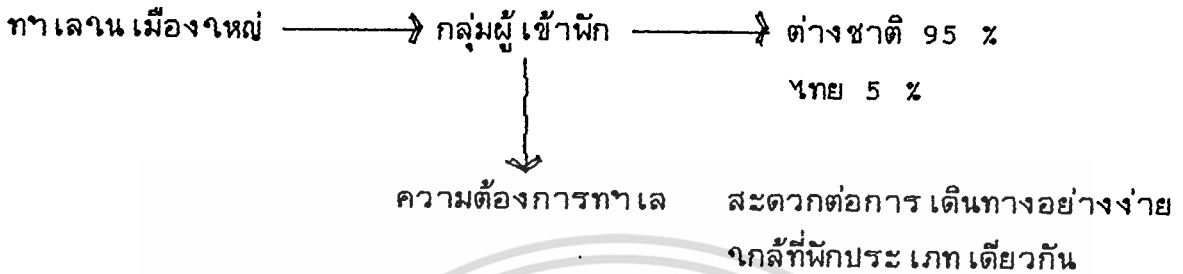 ทำเลในเมืองใหญ่ ⟶ กลุ่มผู้เข้าพัก ⟶ ต่างชาติ 95 %
ไทย 5 %
ความต้องการทำเล สะดวกต่อการเดินทางอย่างง่าย
ใกล้ที่พักประเภทเดียวกัน